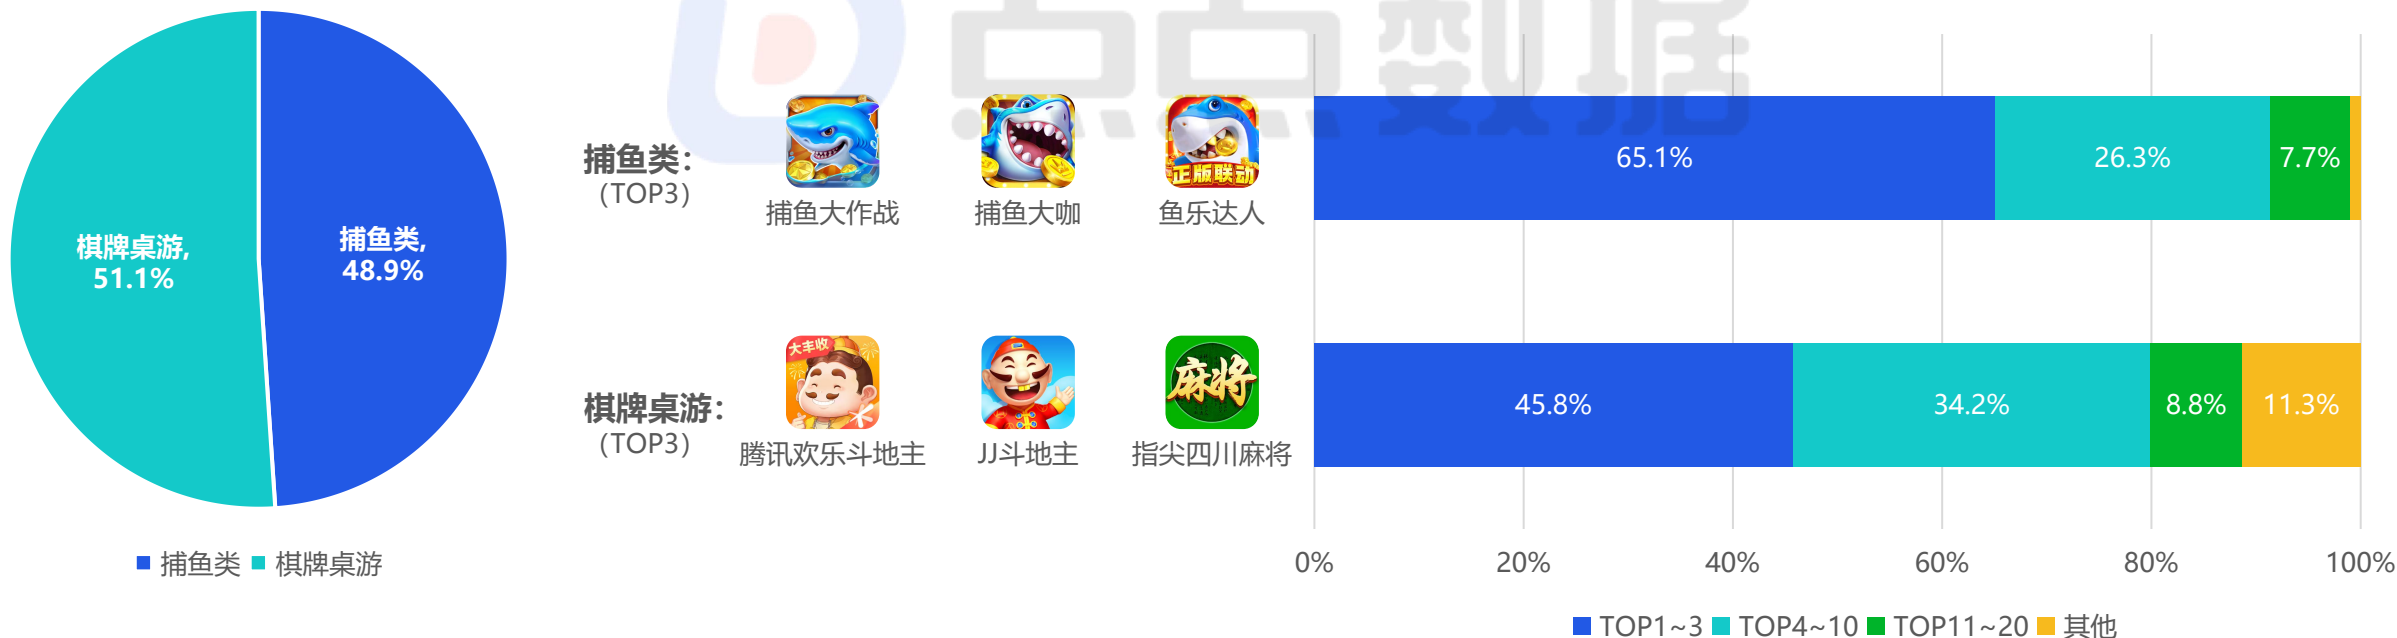 点点数据
棋牌桌游,
51.1%
捕鱼类,
48.9%
捕鱼类 棋牌桌游
捕鱼类：
（TOP3）
正版联动
捕鱼大作战 捕鱼大咖 鱼乐达人
65.1% 26.3% 7.7%
棋牌桌游：
（TOP3）
大丰收
麻将
腾讯欢乐斗地主 JJ斗地主 指尖四川麻将
45.8% 34.2% 8.8% 11.3%
0% 20% 40% 60% 80% 100%
TOP1~3 TOP4~10 TOP11~20 其他